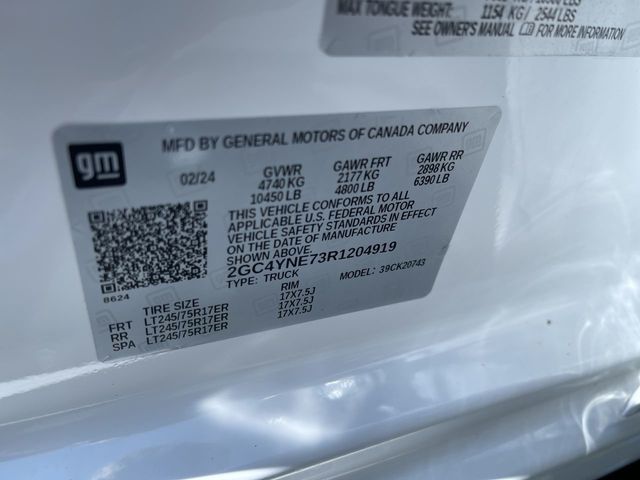 MAX TONGUE WEIGHT: 1154 KG / 2544 LBS
SEE OWNER'S MANUAL FOR MORE INFORMATION
gm
MFD BY GENERAL MOTORS OF CANADA COMPANY
02/24 GVWR GAWR FRT GAWR RR
4740 KG 2177 KG 2898 KG
10450 LB 4800 LB 6390 LB
THIS VEHICLE CONFORMS TO ALL
APPLICABLE U.S. FEDERAL MOTOR
VEHICLE SAFETY STANDARDS IN EFFECT
ON THE DATE OF MANUFACTURE
SHOWN ABOVE.
2GC4YNE73R1204919
TYPE: TRUCK MODEL: 39CK20743
8624
TIRE SIZE RIM
FRT LT245/75R17ER 17X7.5J
RR LT245/75R17ER 17X7.5J
SPA LT245/75R17ER 17X7.5J